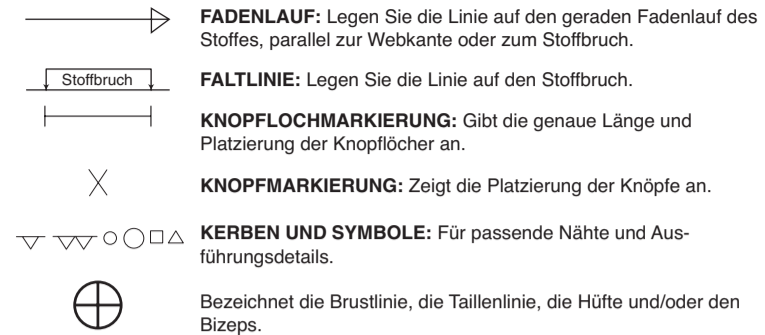 FADENLAUF: Legen Sie die Linie auf den geraden Fadenlauf des
Stoffes, parallel zur Webkante oder zum Stoffbruch.
Stoffbruch
FALTLINIE: Legen Sie die Linie auf den Stoffbruch.
KNOPFLOCHMARKIERUNG: Gibt die genaue Länge und
Platzierung der Knopflöcher an.
KNOPFMARKIERUNG: Zeigt die Platzierung der Knöpfe an.
KERBEN UND SYMBOLE: Für passende Nähte und Aus-
führungsdetails.
Bezeichnet die Brustlinie, die Taillenlinie, die Hüfte und/oder den
Bizeps.